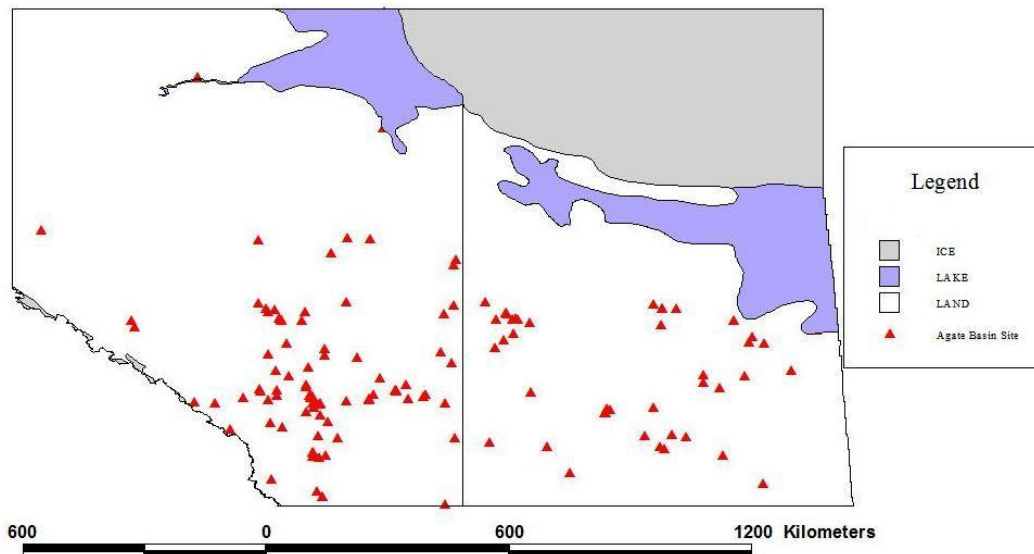 Legend
ICE
LAKE
LAND
Agate Basin Site
600 0 600 1200 Kilometers